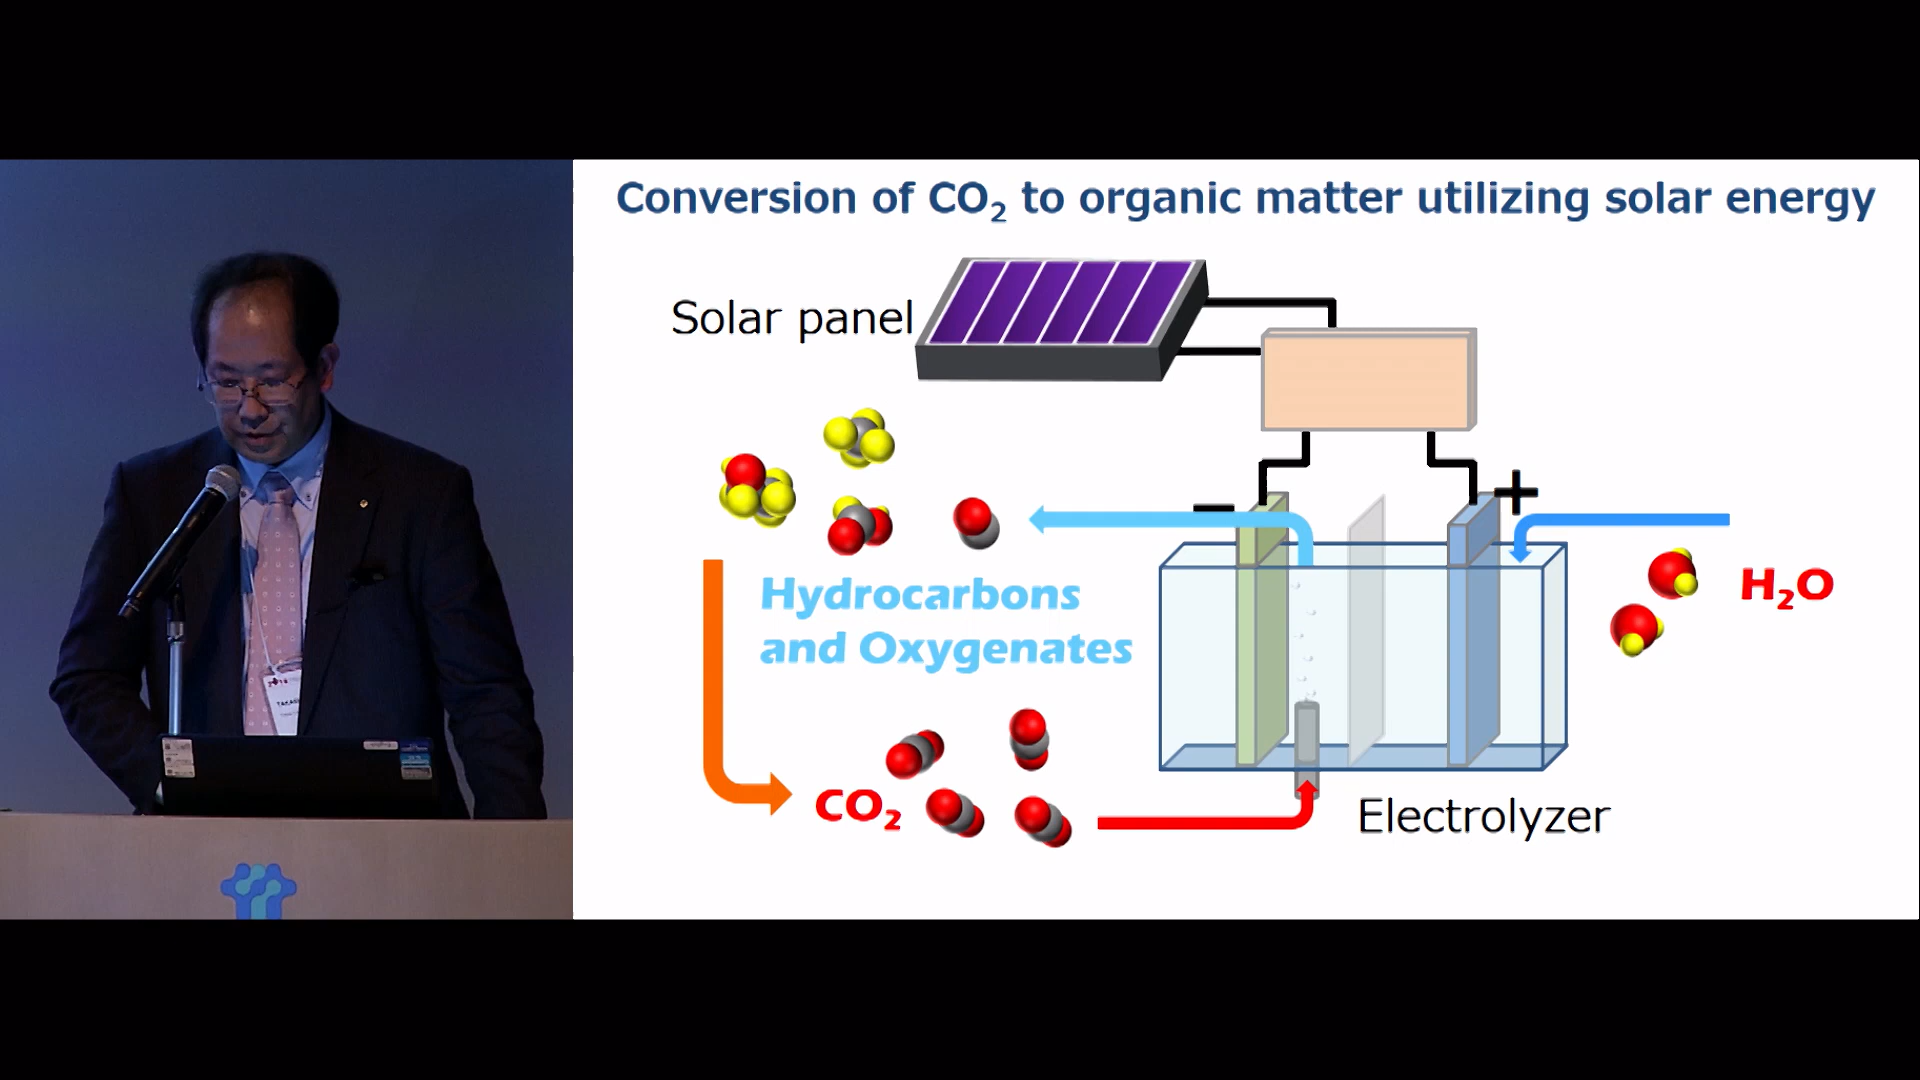 Conversion of CO₂ to organic matter utilizing solar energy
Solar panel
−
+
H₂O
Hydrocarbons
and Oxygenates
CO₂
Electrolyzer